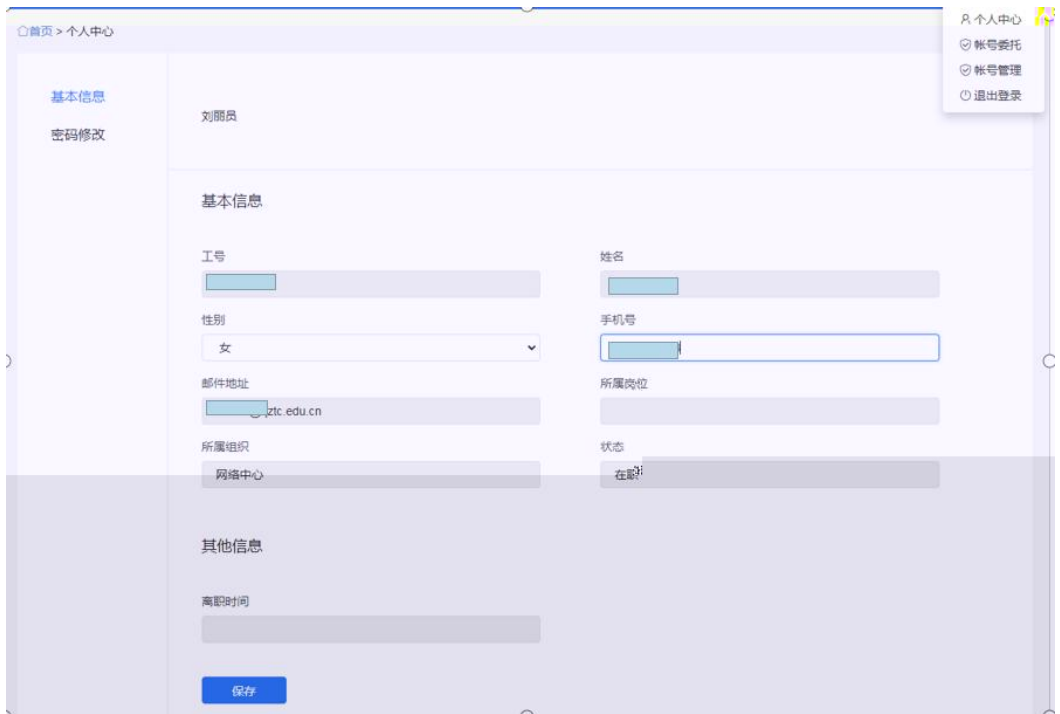 首页 > 个人中心
个人中心
帐号委托
帐号管理
退出登录
基本信息
密码修改
刘丽员
基本信息
工号
姓名
性别
手机号
女
邮件地址
所属岗位
ztc.edu.cn
所属组织
状态
网络中心
在职
其他信息
离职时间
保存